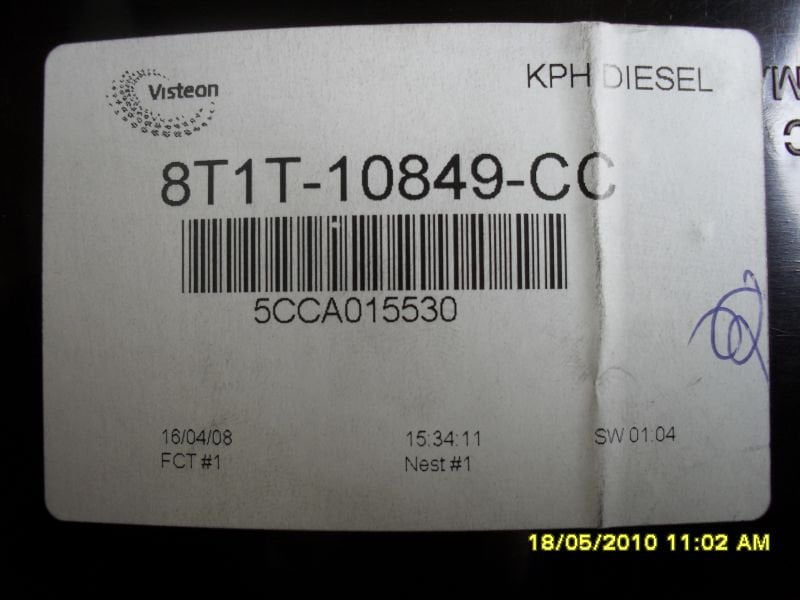 Visteon
KPH DIESEL
8T1T-10849-CC
5CCA015530
16/04/08 15:34:11 SW 01:04
FCT #1 Nest #1
18/05/2010 11:02 AM